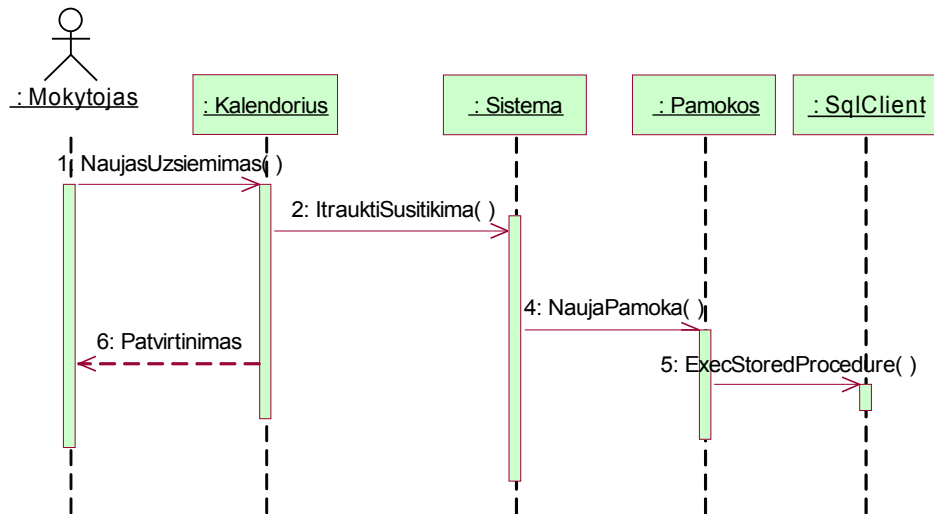 : Mokytojas
: Kalendorius
: Sistema
: Pamokos
: SqlClient
1: NaujasUzsiemimas( )
2: ItrauktiSusitikima( )
4: NaujaPamoka( )
6: Patvirtinimas
5: ExecStoredProcedure( )